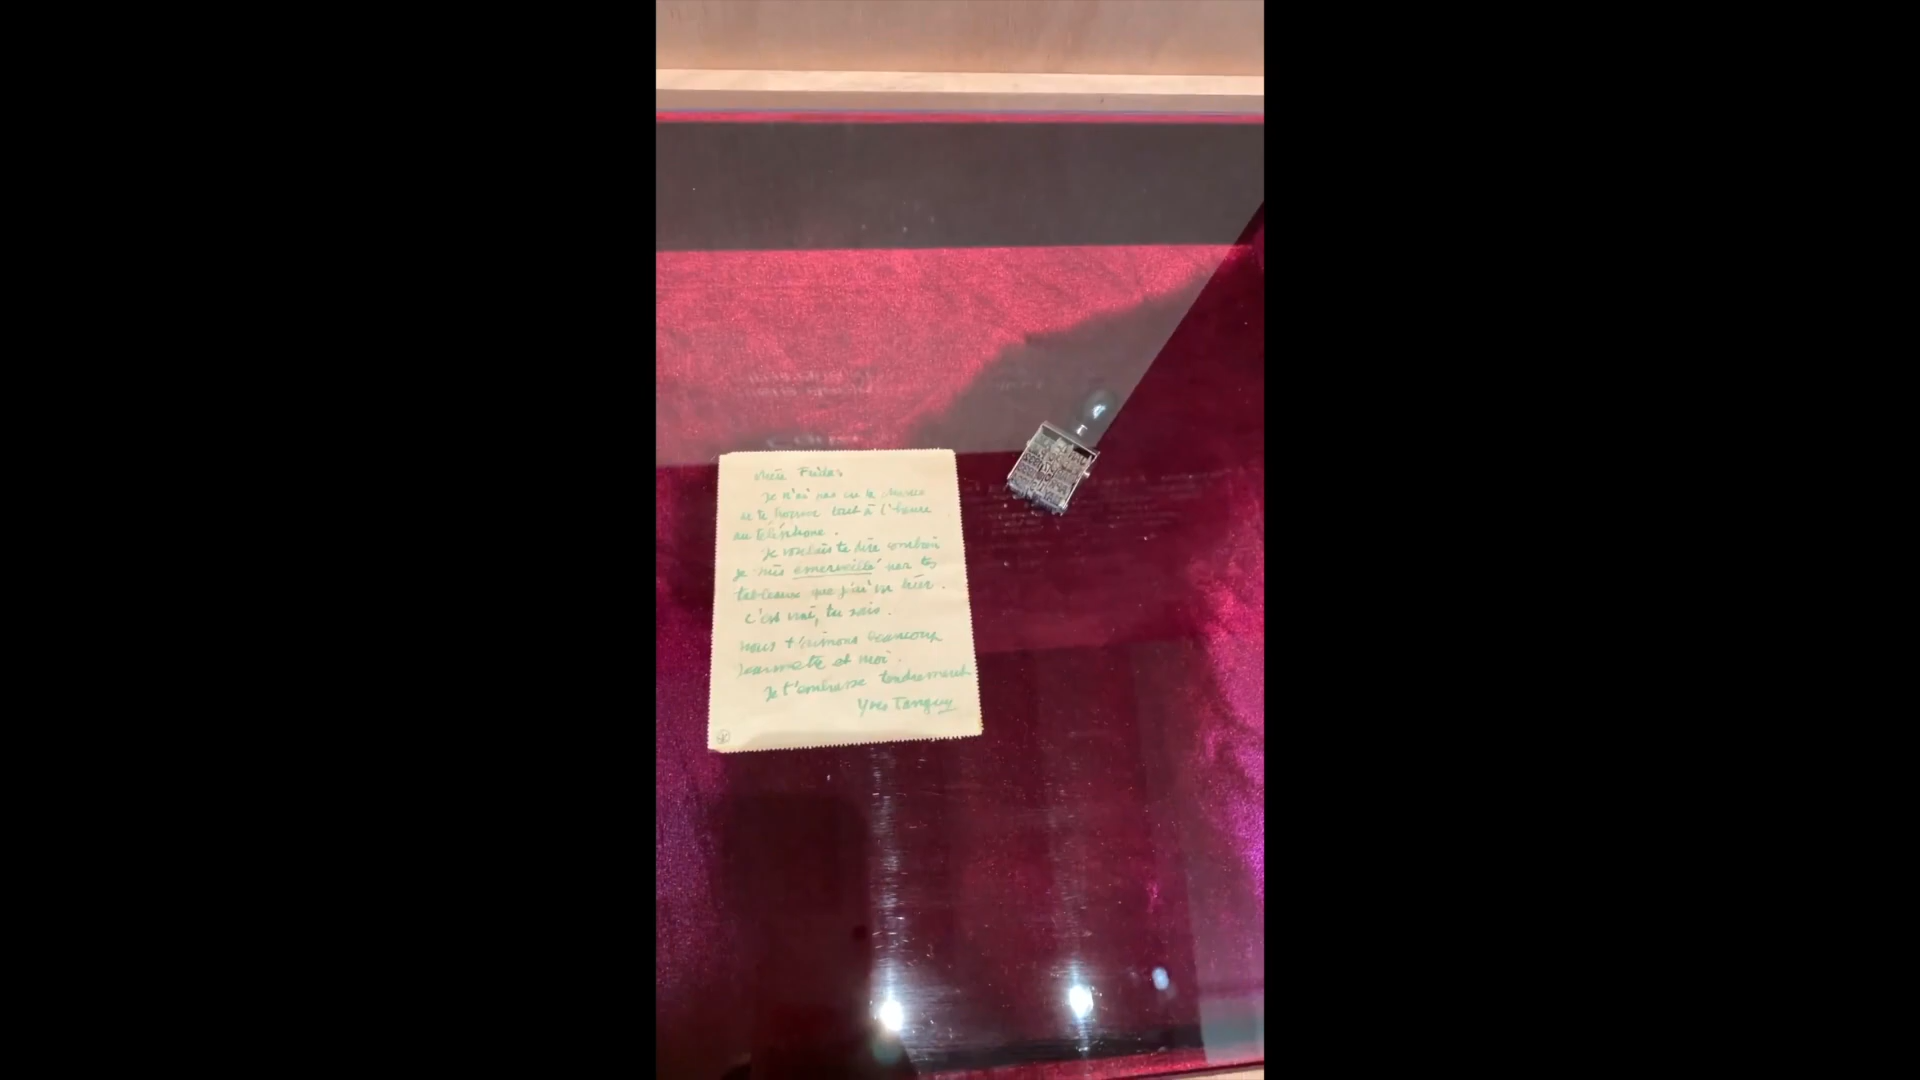 Frida,
Je n'ai pas eu la chance
de te trouver tout à l'heure
au téléphone.
Je voulais te dire combien
je suis émerveillé par tes
tableaux que j'ai vu hier.
C'est vrai, tu sais.
nous t'aimons beaucoup
Jeannette et moi.
Je t'embrasse tendrement
Yves Tanguy